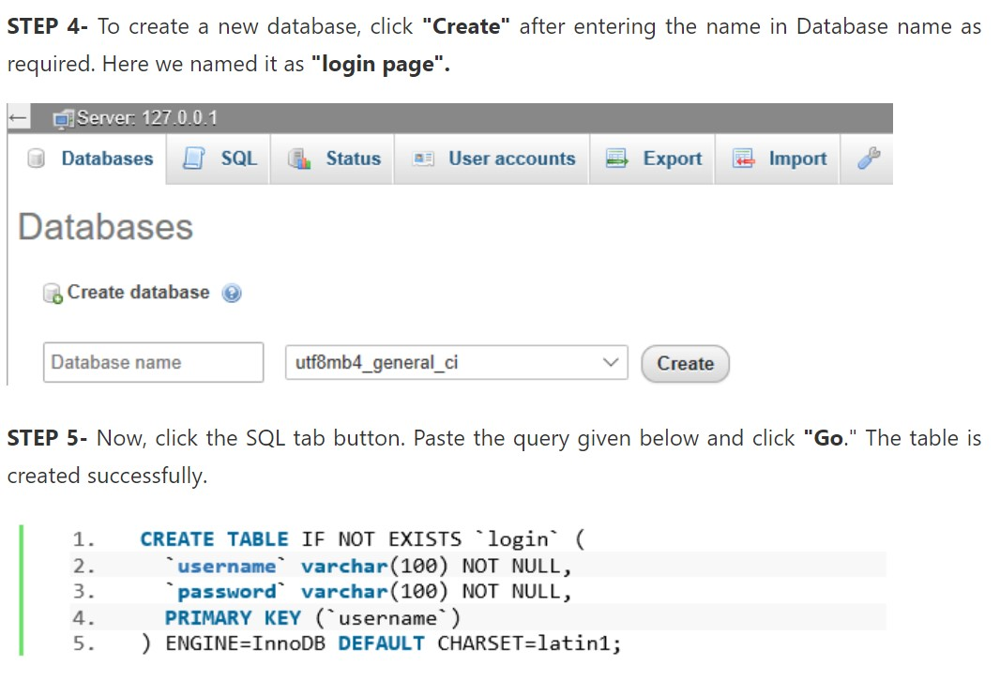 STEP 4- To create a new database, click "Create" after entering the name in Database name as
required. Here we named it as "login page".
Server: 127.0.0.1
Databases SQL Status User accounts Export Import
Databases
Create database
Database name utf8mb4_general_ci Create
STEP 5- Now, click the SQL tab button. Paste the query given below and click "Go." The table is
created successfully.
1. CREATE TABLE IF NOT EXISTS `login` (
2. `username` varchar(100) NOT NULL,
3. `password` varchar(100) NOT NULL,
4. PRIMARY KEY (`username`)
5. ) ENGINE=InnoDB DEFAULT CHARSET=latin1;